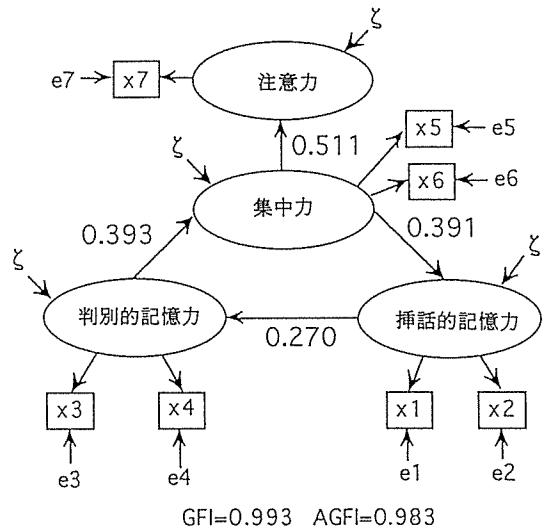 ζ
e7 x7 注意力
0.511 x5 e5
ζ
x6 e6
集中力
0.393 0.391
ζ ζ
判別的記憶力 挿話的記憶力
0.270
x3 x4 x1 x2
e3 e4 e1 e2
GFI=0.993 AGFI=0.983